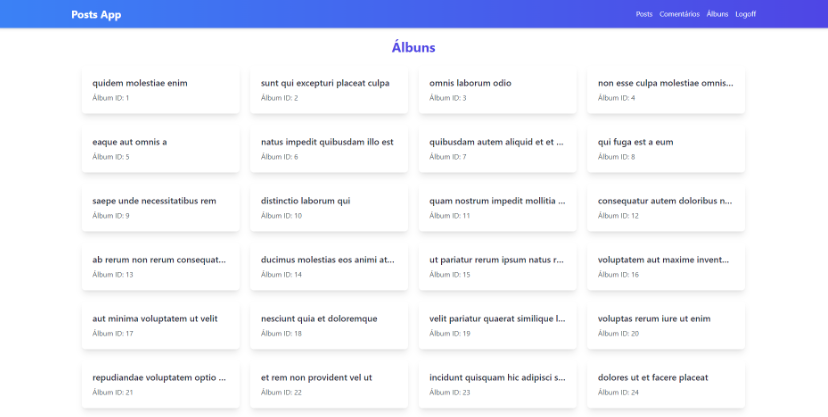 Posts App
Posts Comentários Álbuns Logoff
Álbuns
quidem molestiae enim
Álbum ID: 1
sunt qui excepturi placeat culpa
Álbum ID: 2
omnis laborum odio
Álbum ID: 3
non esse culpa molestiae omnis...
Álbum ID: 4
eaque aut omnis a
Álbum ID: 5
natus impedit quibusdam illo est
Álbum ID: 6
quibusdam autem aliquid et et ...
Álbum ID: 7
qui fuga est a eum
Álbum ID: 8
saepe unde necessitatibus rem
Álbum ID: 9
distinctio laborum qui
Álbum ID: 10
quam nostrum impedit mollitia ...
Álbum ID: 11
consequatur autem doloribus n...
Álbum ID: 12
ab rerum non rerum consequat...
Álbum ID: 13
ducimus molestias eos animi at...
Álbum ID: 14
ut pariatur rerum ipsum natus r...
Álbum ID: 15
voluptatem aut maxime invent...
Álbum ID: 16
aut minima voluptatem ut velit
Álbum ID: 17
nesciunt quia et doloremque
Álbum ID: 18
velit pariatur quaerat similique l...
Álbum ID: 19
voluptas rerum iure ut enim
Álbum ID: 20
repudiandae voluptatem optio ...
Álbum ID: 21
et rem non provident vel ut
Álbum ID: 22
incidunt quisquam hic adipisci s...
Álbum ID: 23
dolores ut et facere placeat
Álbum ID: 24